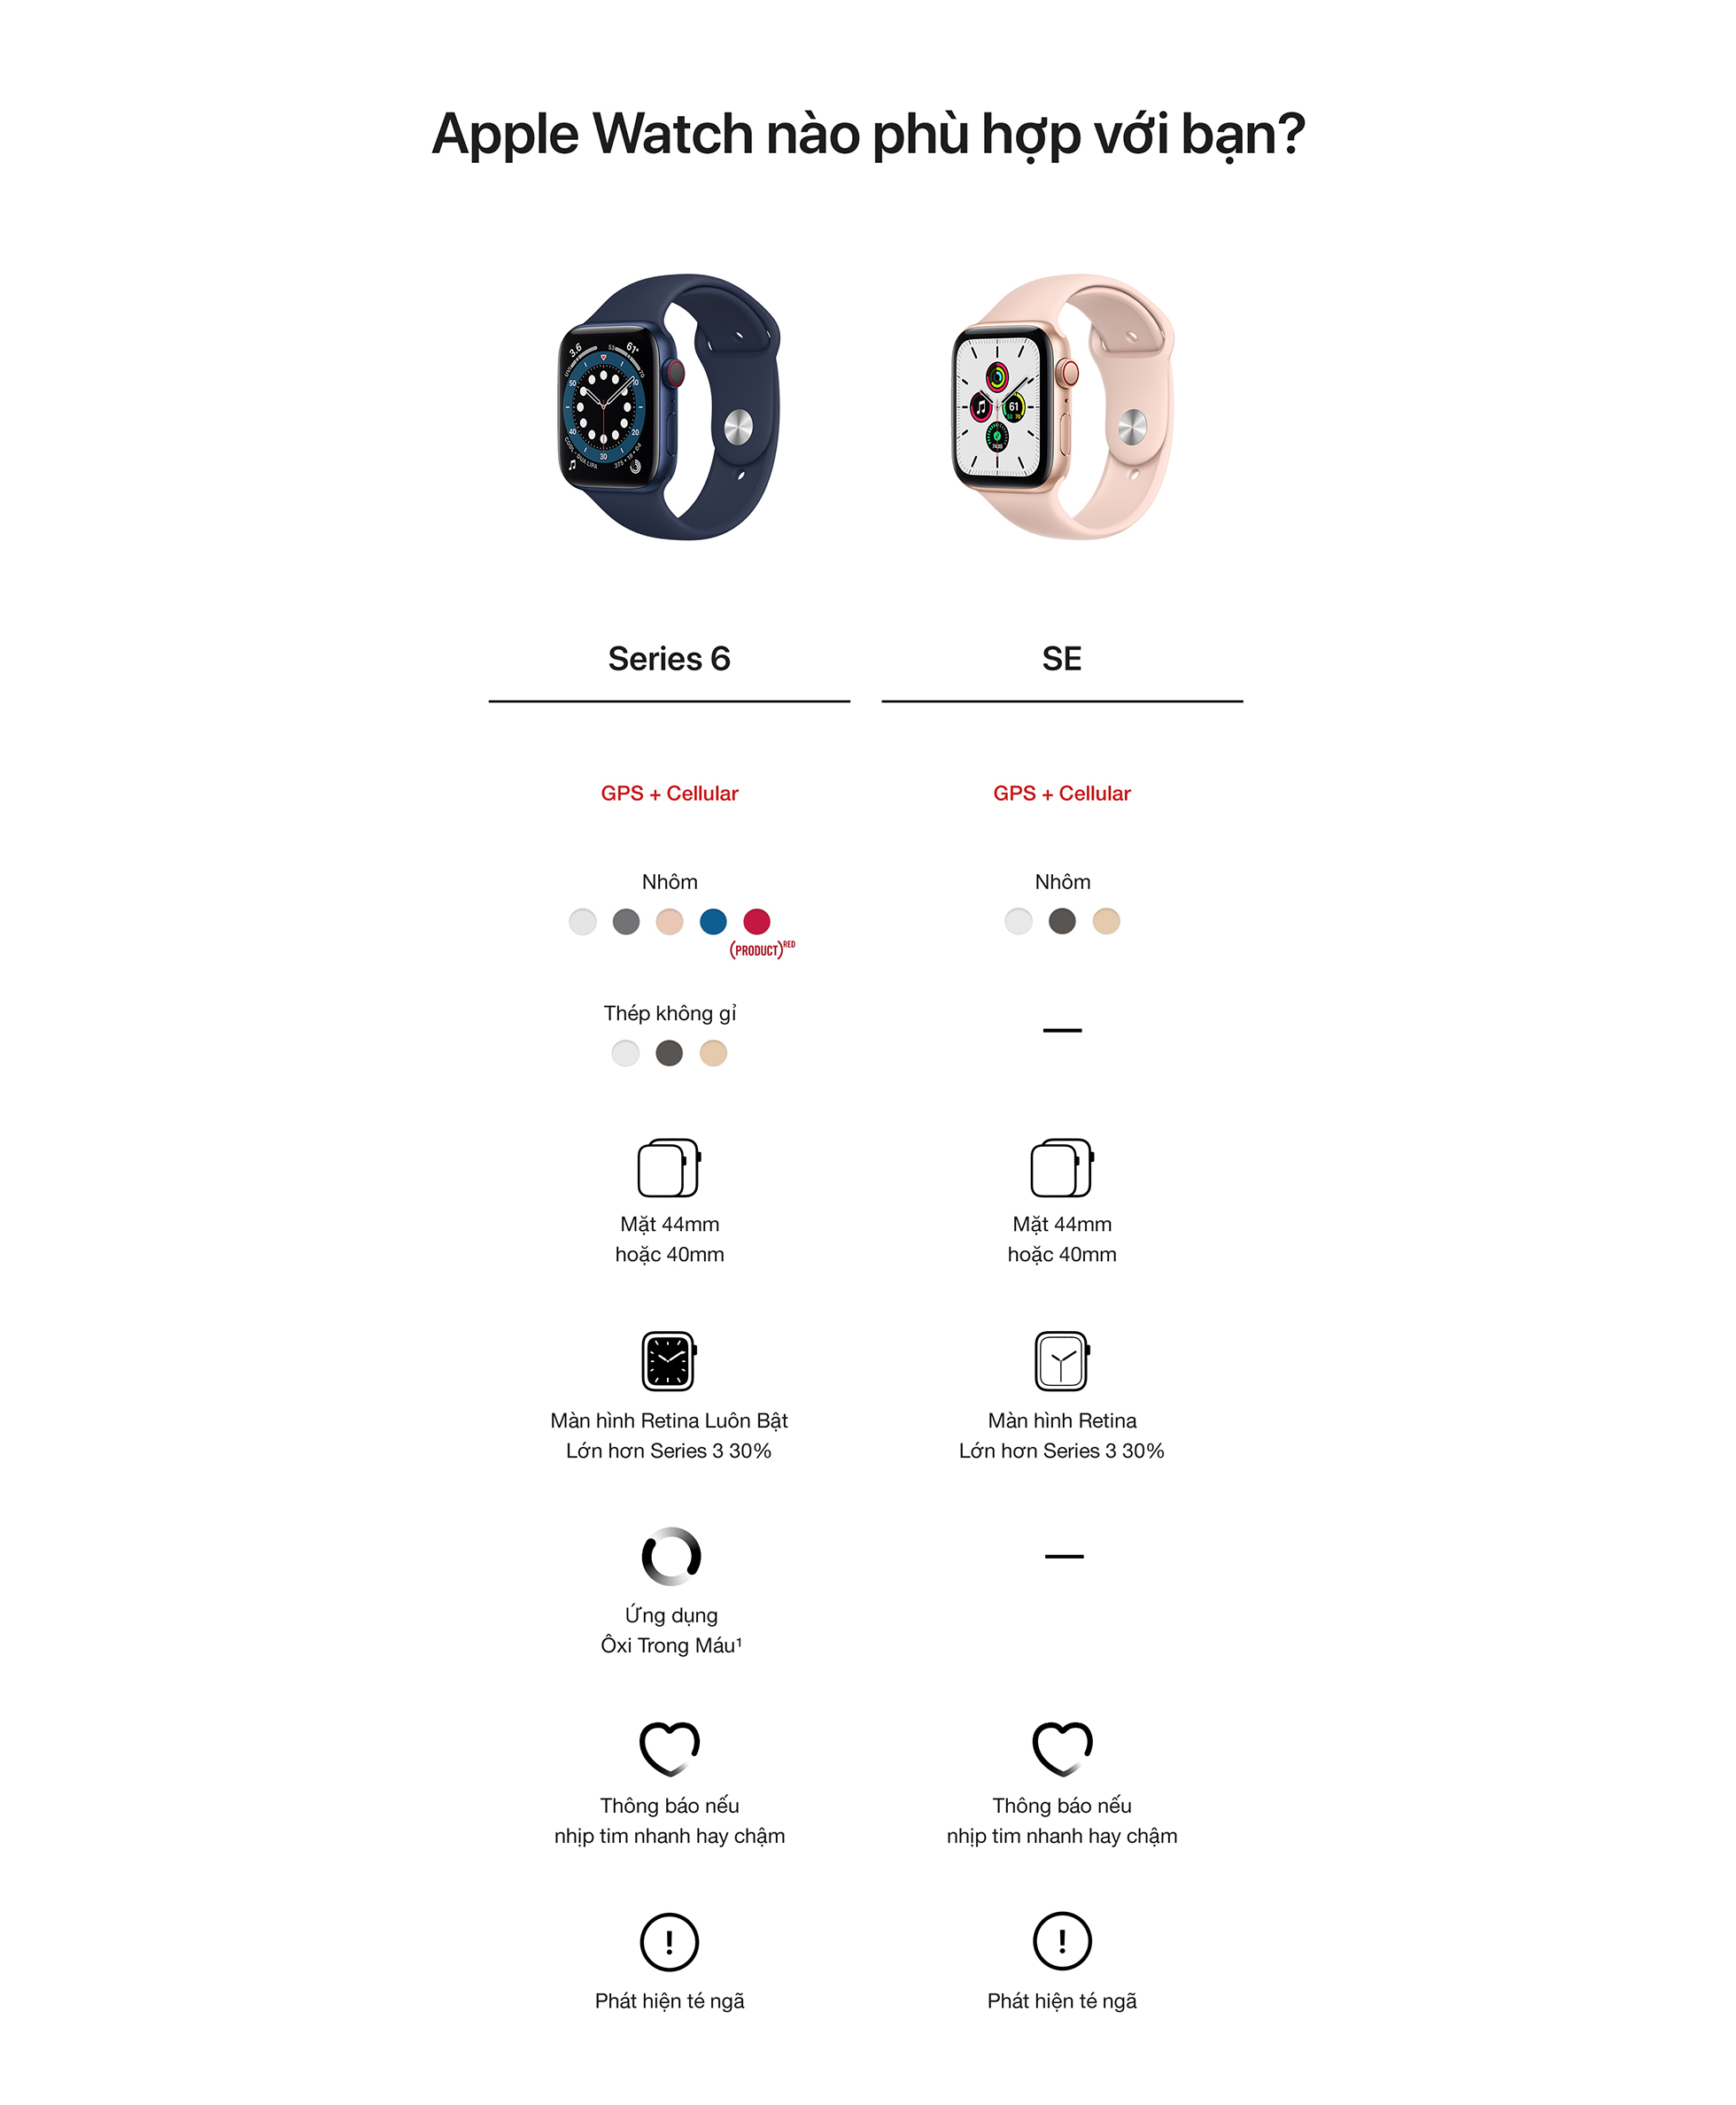 Apple Watch nào phù hợp với bạn?
Series 6
SE
GPS + Cellular
GPS + Cellular
Nhôm
Nhôm
(PRODUCT)RED
Thép không gỉ
Mặt 44mm
hoặc 40mm
Mặt 44mm
hoặc 40mm
Màn hình Retina Luôn Bật
Lớn hơn Series 3 30%
Màn hình Retina
Lớn hơn Series 3 30%
Ứng dụng
Ôxi Trong Máu¹
Thông báo nếu
nhịp tim nhanh hay chậm
Thông báo nếu
nhịp tim nhanh hay chậm
Phát hiện té ngã
Phát hiện té ngã